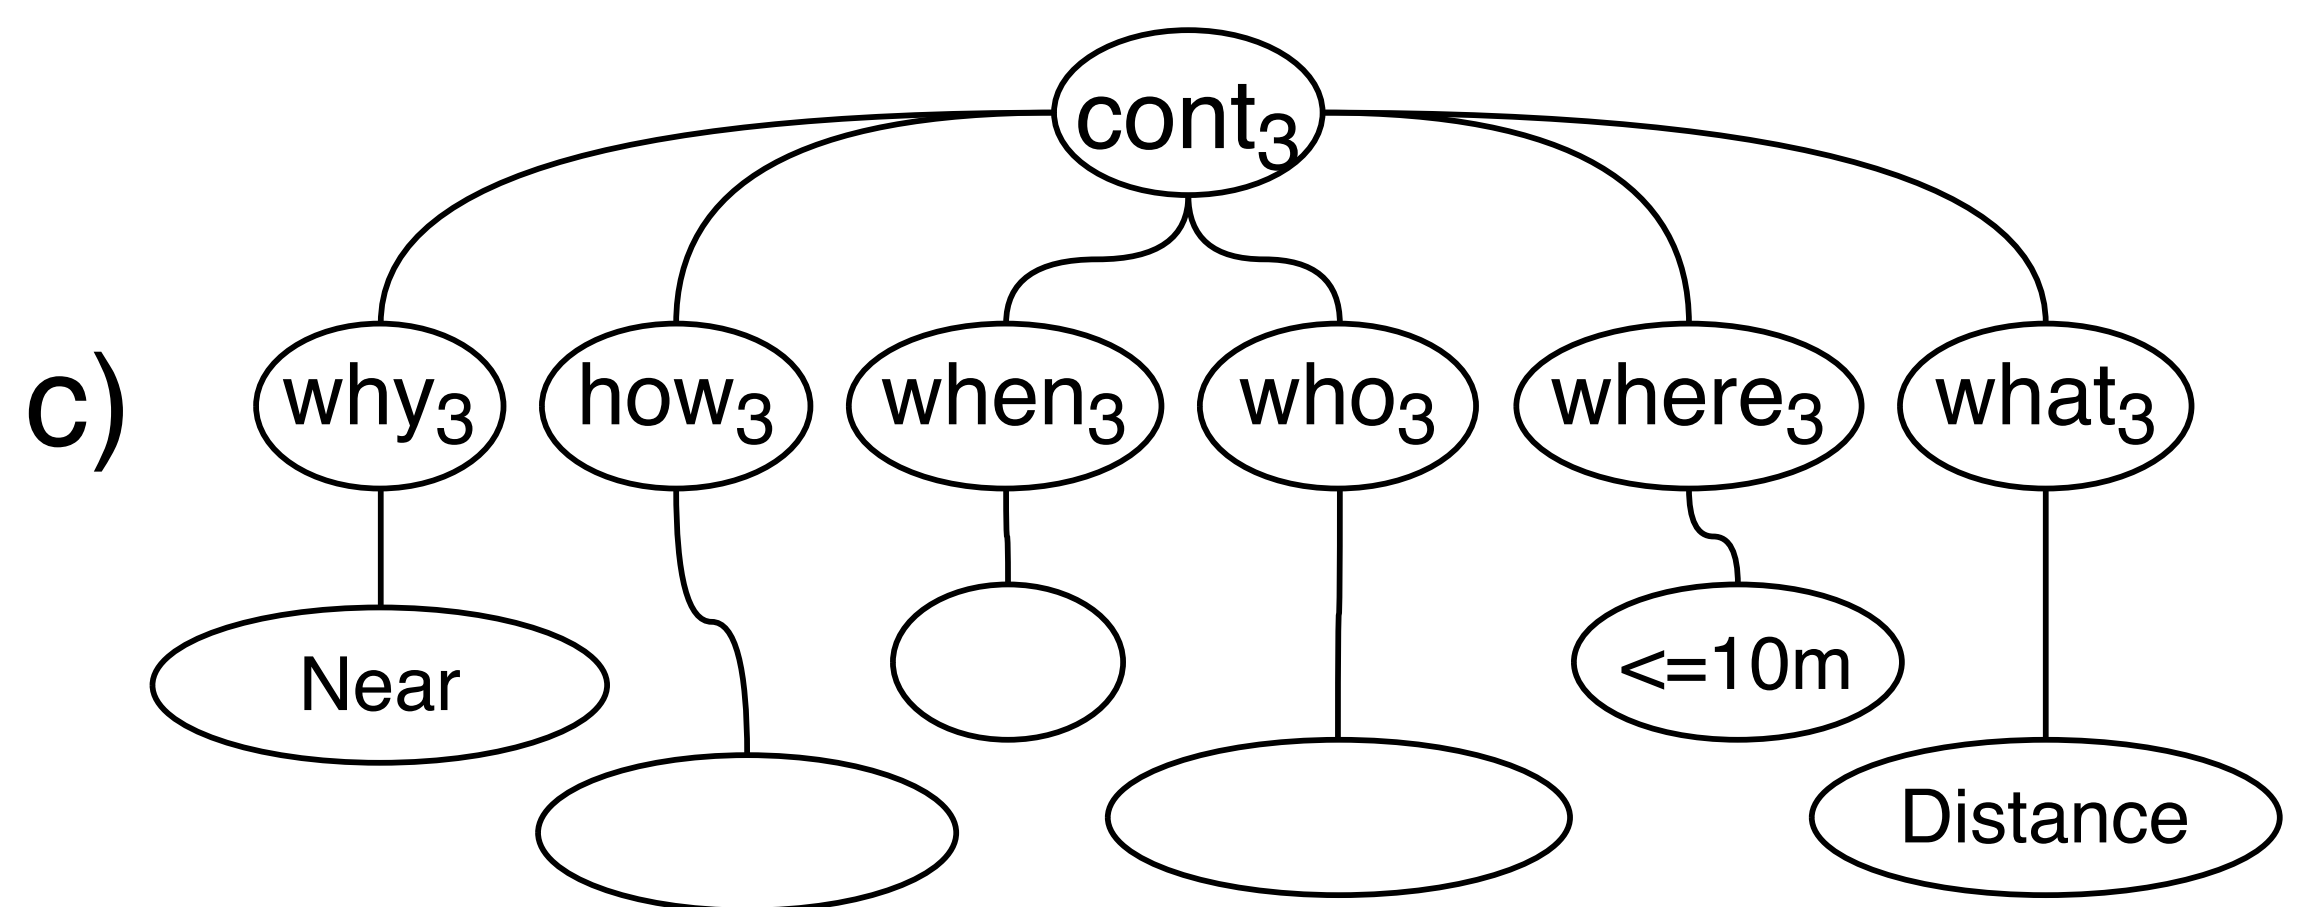 cont3
c) why3 how3 when3 who3 where3 what3
Near <=10m
Distance